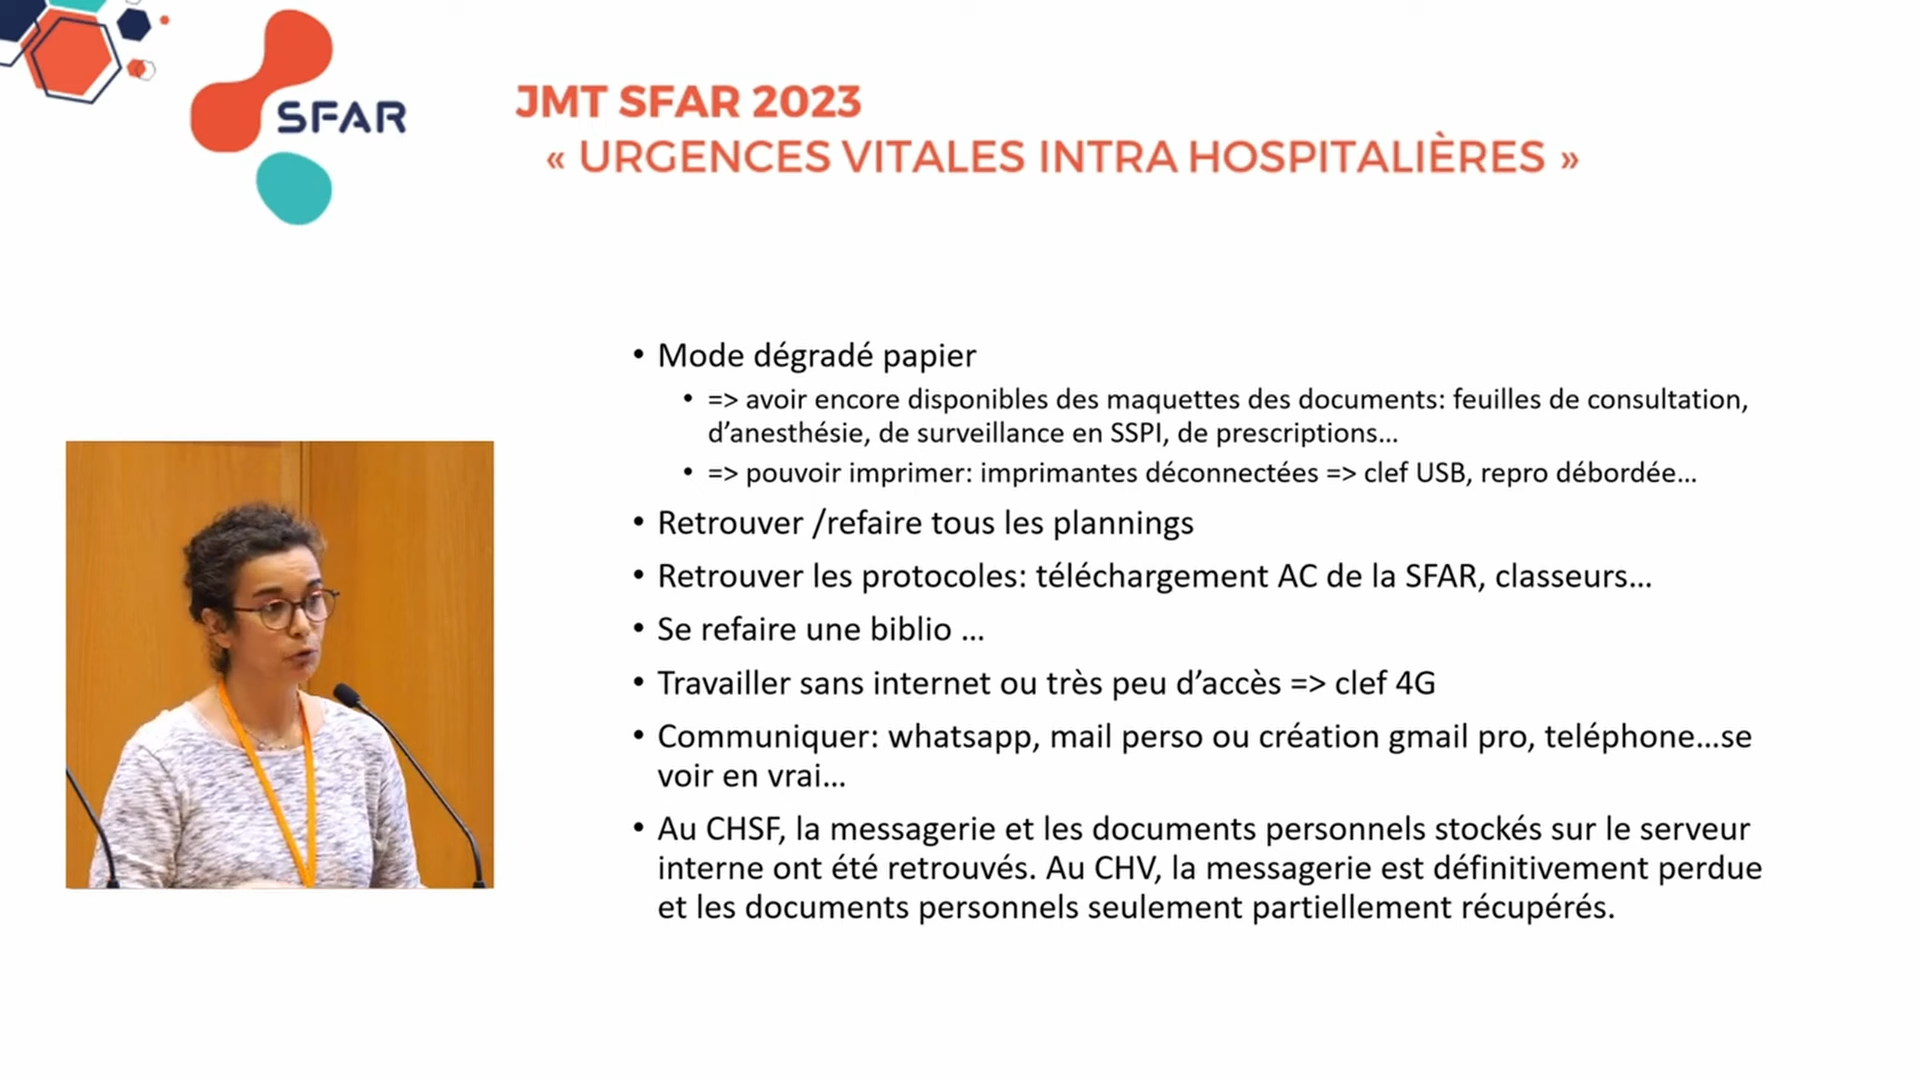 SFAR
JMT SFAR 2023
« URGENCES VITALES INTRA HOSPITALIÈRES »
• Mode dégradé papier
• => avoir encore disponibles des maquettes des documents: feuilles de consultation,
d’anesthésie, de surveillance en SSPI, de prescriptions…
• => pouvoir imprimer: imprimantes déconnectées => clef USB, repro débordée…
• Retrouver /refaire tous les plannings
• Retrouver les protocoles: téléchargement AC de la SFAR, classeurs…
• Se refaire une biblio …
• Travailler sans internet ou très peu d’accès => clef 4G
• Communiquer: whatsapp, mail perso ou création gmail pro, teléphone…se
voir en vrai…
• Au CHSF, la messagerie et les documents personnels stockés sur le serveur
interne ont été retrouvés. Au CHV, la messagerie est définitivement perdue
et les documents personnels seulement partiellement récupérés.